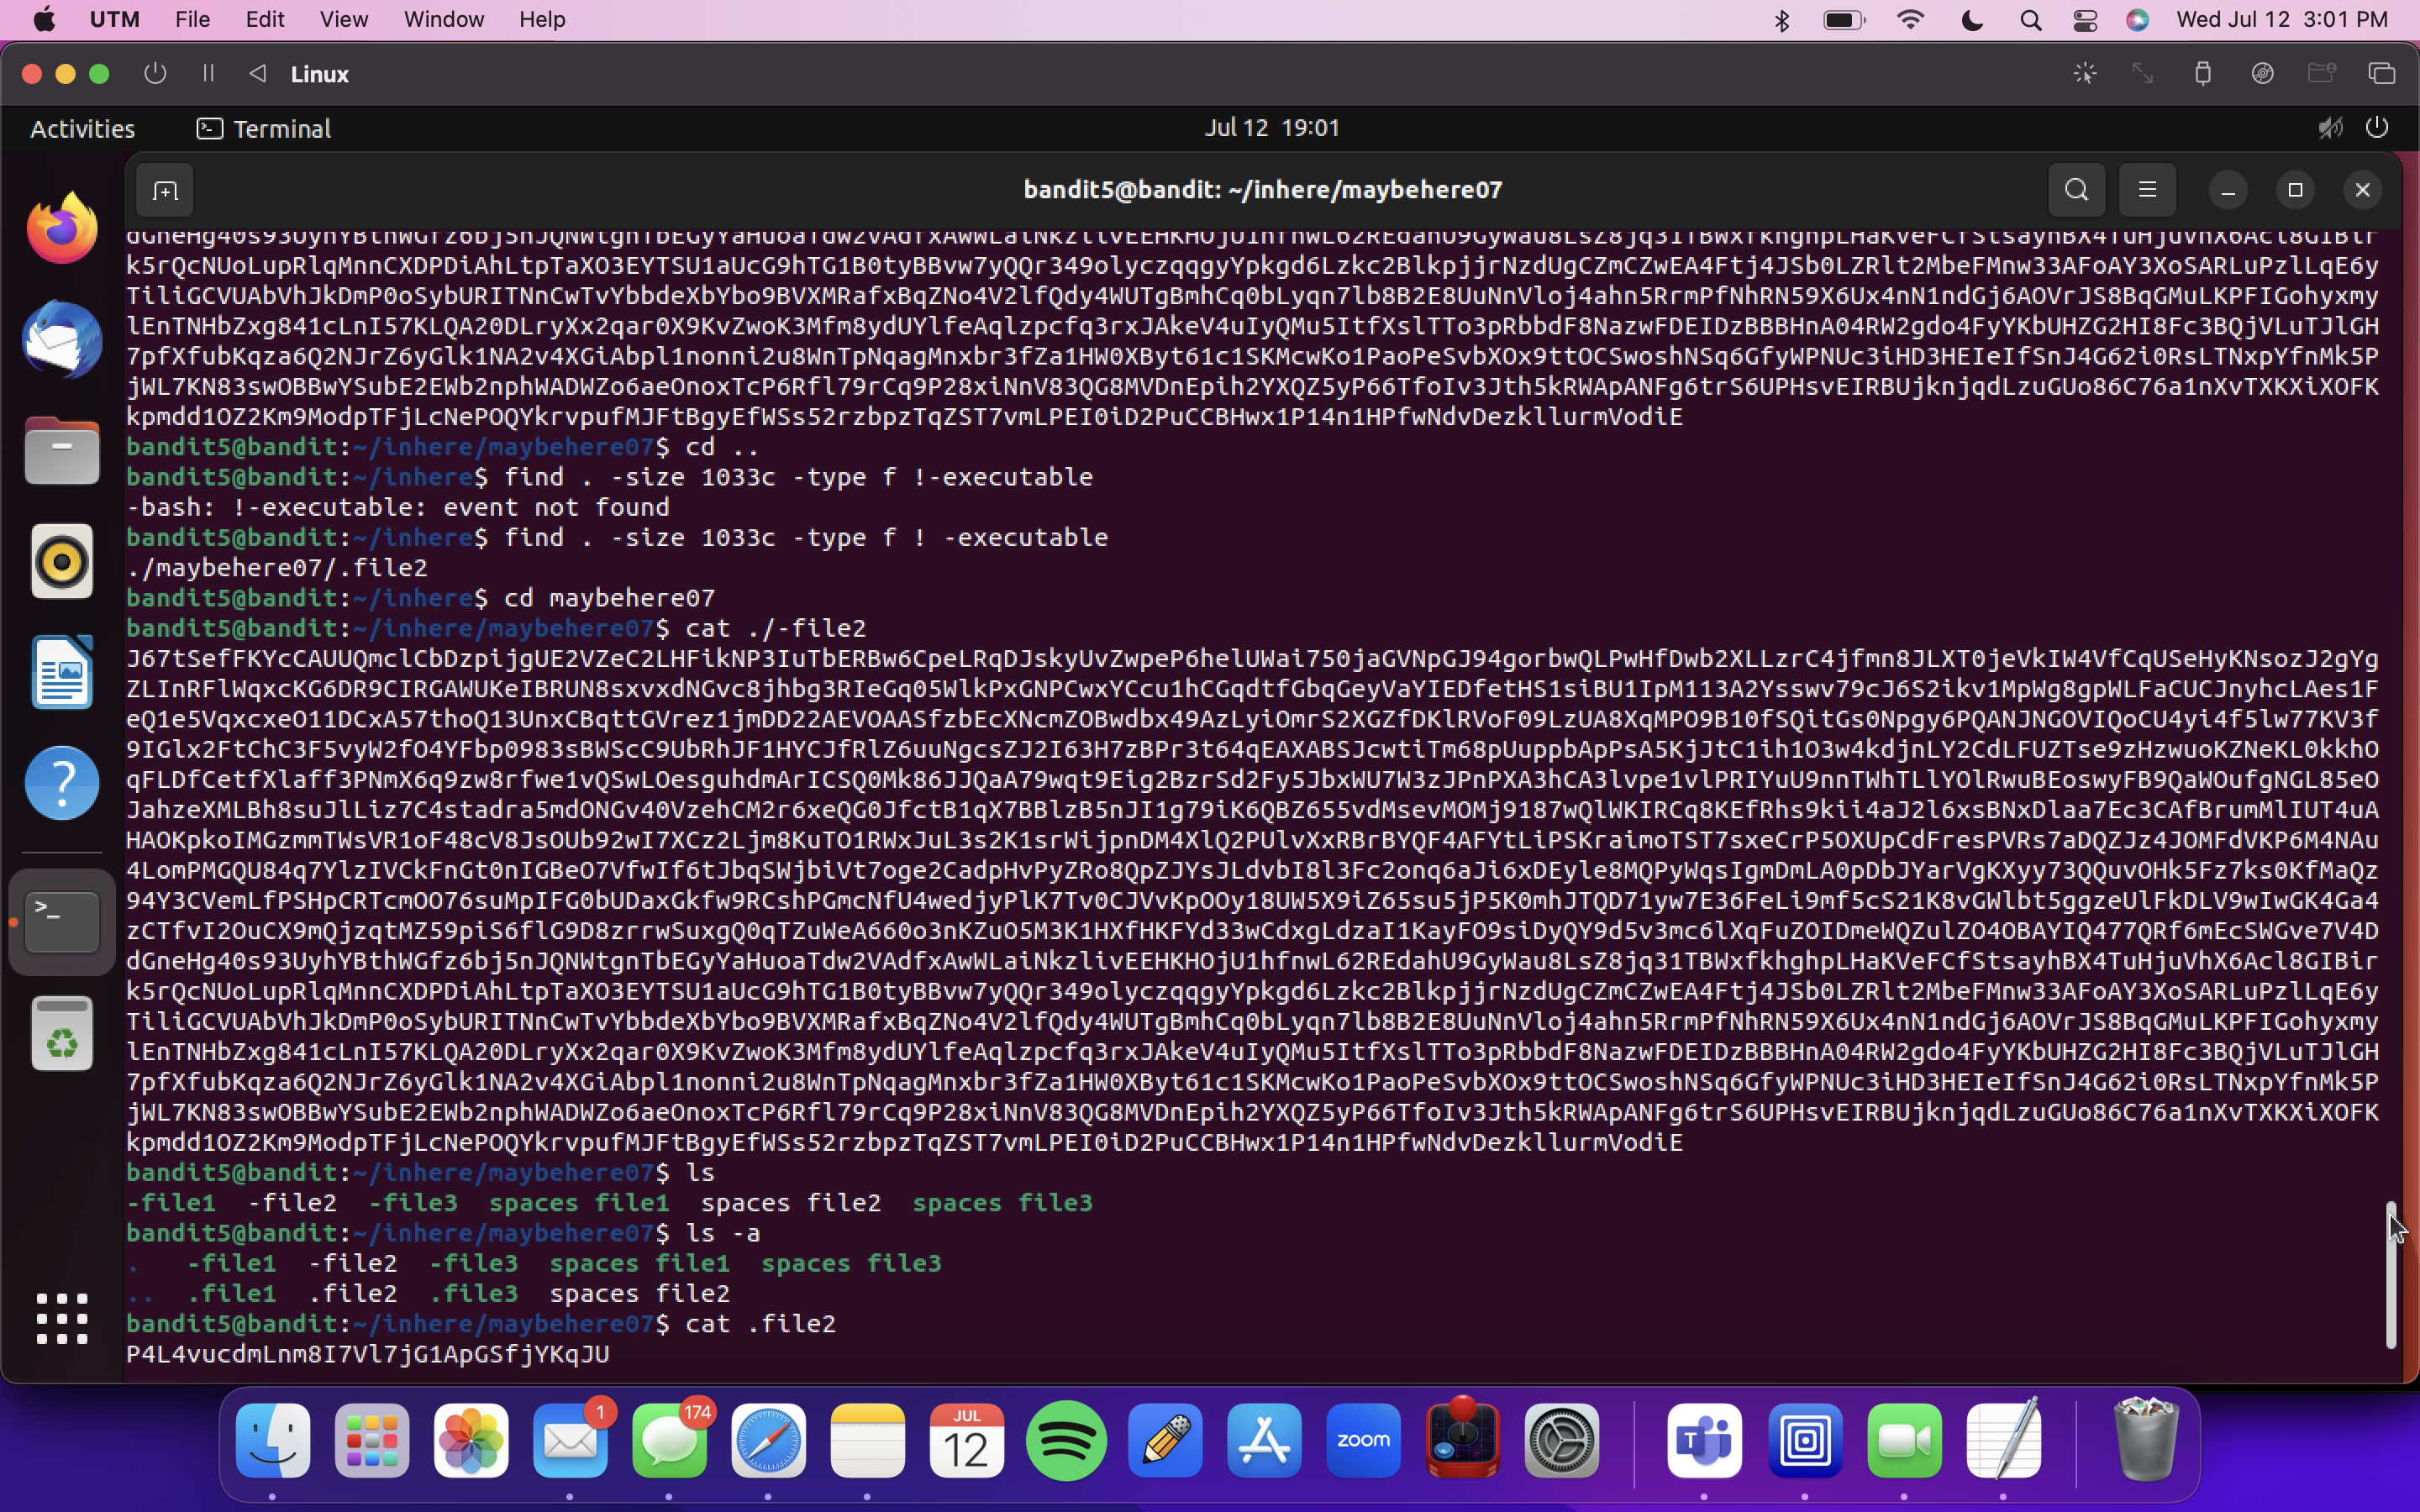 UTM File Edit View Window Help Wed Jul 12 3:01 PM
Linux
Activities Terminal Jul 12 19:01
bandit5@bandit: ~/inhere/maybehere07
k5rQcNUoLupRlqMnnCXDPDiAhLtpTaXO3EYTSU1aUcG9hTG1B0tyBBvw7yQQr349olyczqqgyYpkgd6Lzkc2BlkpjjrNzdUgCZmCZwEA4Ftj4JSb0LZRlt2MbeFMnw33AFoAY3XoSARLuPzlLqE6y
TiliGCVUAbVhJkDmP0oSybURITNnCwTvYbbdeXbYbo9BVXMRafxBqZNo4V2lfQdy4WUTgBmhCq0bLyqn7lb8B2E8UuNnVloj4ahn5RrmPfNhRN59X6Ux4nN1ndGj6AOVrJS8BqGMuLKPFIGohyxmy
lEnTNHbZxg841cLnI57KLQA20DLryXx2qar0X9KvZwoK3Mfm8ydUYlfeAqlzpcfq3rxJAkeV4uIyQMu5ItfXslTTo3pRbbdF8NazwFDEIDzBBBHnA04RW2gdo4FyYKbUHZG2HI8Fc3BQjVLuTJlGH
7pfXfubKqza6Q2NJrZ6yGlk1NA2v4XGiAbpl1nonni2u8WnTpNqagMnxbr3fZa1HW0XByt61c1SKMcwKo1PaoPeSvbXOx9ttOCSwoshNSq6GfyWPNUc3iHD3HEIeIfSnJ4G62i0RsLTNxpYfnMk5P
jWL7KN83swOBBwYSubE2EWb2nphWADWZo6aeOnoxTcP6Rfl79rCq9P28xiNnV83QG8MVDnEpih2YXQZ5yP66TfoIv3Jth5kRWApANFg6trS6UPHsvEIRBUjknjqdLzuGUo86C76a1nXvTXKXiXOFK
kpmdd1OZ2Km9ModpTFjLcNePOQYkrvpufMJFtBgyEfWSs52rzbpzTqZST7vmLPEI0iD2PuCCBHwx1P14n1HPfwNdvDezkllurmVodiE
bandit5@bandit:~/inhere/maybehere07$ cd ..
bandit5@bandit:~/inhere$ find . -size 1033c -type f !-executable
-bash: !-executable: event not found
bandit5@bandit:~/inhere$ find . -size 1033c -type f ! -executable
./maybehere07/.file2
bandit5@bandit:~/inhere$ cd maybehere07
bandit5@bandit:~/inhere/maybehere07$ cat ./-file2
J67tSefFKYcCAUUQmclCbDzpijgUE2VZeC2LHFikNP3IuTbERBw6CpeLRqDJskyUvZwpeP6helUWai750jaGVNpGJ94gorbwQLPwHfDwb2XLLzrC4jfmn8JLXT0jeVkIW4VfCqUSeHyKNsozJ2gYg
ZLInRFlWqxcKG6DR9CIRGAWUKeIBRUN8sxvxdNGvc8jhbg3RIeGq05WlkPxGNPCwxYCcu1hCGqdtfGbqGeyVaYIEDfetHS1siBU1IpM113A2Ysswv79cJ6S2ikv1MpWg8gpWLFaCUCJnyhcLAes1F
eQ1e5Vqxcxe011DCxA57thoQ13UnxCBqttGVrez1jmDD22AEVOAASfzbEcXNcmZOBwdbx49AzLyiOmrS2XGZfDKlRVoF09LzUA8XqMPO9B10fSQitGs0Npgy6PQANJNGOVIQoCU4yi4f5lw77KV3f
9IGlx2FtChC3F5vyW2fO4YFbp0983sBWScC9UbRhJF1HYCJfRlZ6uuNgcsZJ2I63H7zBPr3t64qEAXABSJcwtiTm68pUuppbApPsA5KjJtC1ih1O3w4kdjnLY2CdLFUZTse9zHzwuoKZNeKL0kkhO
qFLDfCetfXlaff3PNmX6q9zw8rfwe1vQSwLOesguhdmArICSQ0Mk86JJQaA79wqt9Eig2BzrSd2Fy5JbxWU7W3zJPnPXA3hCA3lvpe1vlPRIYuU9nnTWhTLlYOlRwuBEoswyFB9QaWOufgNGL85eO
JahzeXMLBh8suJlLiz7C4stadra5mdONGv40VzehCM2r6xeQG0JfctB1qX7BBlzB5nJI1g79iK6QBZ655vdMsevMOMj9187wQlWKIRCq8KEfRhs9kii4aJ2l6xsBNxDlaa7Ec3CAfBrumMlIUT4uA
HAOKpkoIMGzmmTWsVR1oF48cV8JsOUb92wI7XCz2Ljm8KuTO1RWxJuL3s2K1srWijpnDM4XlQ2PUlvXxRBrBYQF4AFYtLiPSKraimoTST7sxeCrP5OXUpCdFresPVRs7aDQZJz4JOMFdVKP6M4NAu
4LomPMGQU84q7YlzIVCkFnGt0nIGBeO7VfwIf6tJbqSWjbiVt7oge2CadpHvPyZRo8QpZJYsJLdvbI8l3Fc2onq6aJi6xDEyle8MQPyWqsIgmDmLA0pDbJYarVgKXyy73QQuvOHk5Fz7ks0KfMaQz
94Y3CVemLfPSHpCRTcmOO76suMpIFG0bUDaxGkfw9RCshPGmcNfU4wedjyPlK7Tv0CJVvKpOOy18UW5X9iZ65su5jP5K0mhJTQD71yw7E36FeLi9mf5cS21K8vGWlbt5ggzeUlFkDLV9wIwGK4Ga4
zCTfvI2OuCX9mQjzqtMZ59piS6flG9D8zrrwSuxgQ0qTZuWeA660o3nKZuO5M3K1HXfHKFYd33wCdxgLdzaI1KayFO9siDyQY9d5v3mc6lXqFuZOIDmeWQZulZO4OBAYIQ477QRf6mEcSWGve7V4D
dGneHg40s93UyhYBthWGfz6bj5nJQNWtgnTbEGyYaHuoaTdw2VAdfxAwWLaiNkzlivEEHKHOjU1hfnwL62REdahU9GyWau8LsZ8jq31TBWxfkhghpLHaKVeFCfStsayhBX4TuHjuVhX6Acl8GIBir
k5rQcNUoLupRlqMnnCXDPDiAhLtpTaXO3EYTSU1aUcG9hTG1B0tyBBvw7yQQr349olyczqqgyYpkgd6Lzkc2BlkpjjrNzdUgCZmCZwEA4Ftj4JSb0LZRlt2MbeFMnw33AFoAY3XoSARLuPzlLqE6y
TiliGCVUAbVhJkDmP0oSybURITNnCwTvYbbdeXbYbo9BVXMRafxBqZNo4V2lfQdy4WUTgBmhCq0bLyqn7lb8B2E8UuNnVloj4ahn5RrmPfNhRN59X6Ux4nN1ndGj6AOVrJS8BqGMuLKPFIGohyxmy
lEnTNHbZxg841cLnI57KLQA20DLryXx2qar0X9KvZwoK3Mfm8ydUYlfeAqlzpcfq3rxJAkeV4uIyQMu5ItfXslTTo3pRbbdF8NazwFDEIDzBBBHnA04RW2gdo4FyYKbUHZG2HI8Fc3BQjVLuTJlGH
7pfXfubKqza6Q2NJrZ6yGlk1NA2v4XGiAbpl1nonni2u8WnTpNqagMnxbr3fZa1HW0XByt61c1SKMcwKo1PaoPeSvbXOx9ttOCSwoshNSq6GfyWPNUc3iHD3HEIeIfSnJ4G62i0RsLTNxpYfnMk5P
jWL7KN83swOBBwYSubE2EWb2nphWADWZo6aeOnoxTcP6Rfl79rCq9P28xiNnV83QG8MVDnEpih2YXQZ5yP66TfoIv3Jth5kRWApANFg6trS6UPHsvEIRBUjknjqdLzuGUo86C76a1nXvTXKXiXOFK
kpmdd1OZ2Km9ModpTFjLcNePOQYkrvpufMJFtBgyEfWSs52rzbpzTqZST7vmLPEI0iD2PuCCBHwx1P14n1HPfwNdvDezkllurmVodiE
bandit5@bandit:~/inhere/maybehere07$ ls
-file1 -file2 -file3 spaces file1 spaces file2 spaces file3
bandit5@bandit:~/inhere/maybehere07$ ls -a
. -file1 -file2 -file3 spaces file1 spaces file3
.. .file1 .file2 .file3 spaces file2
bandit5@bandit:~/inhere/maybehere07$ cat .file2
P4L4vucdmLnm8I7Vl7jG1ApGSfjYKqJU
1 174 JUL
12 zoom T